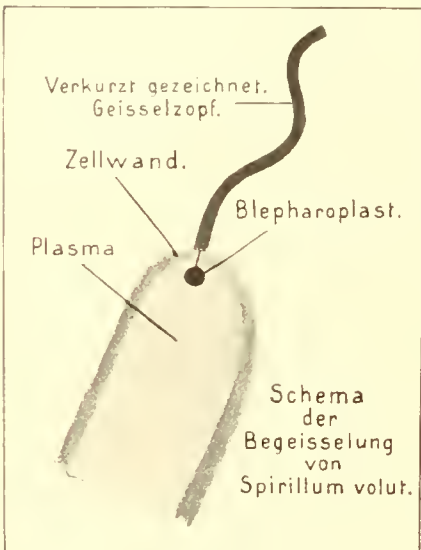 Verkurzt gezeichnet.
Geisselzopf.
Zellwand.
Blepharoplast.
Plasma
Schema
der
Begeisselung
von
Spirillum volut.